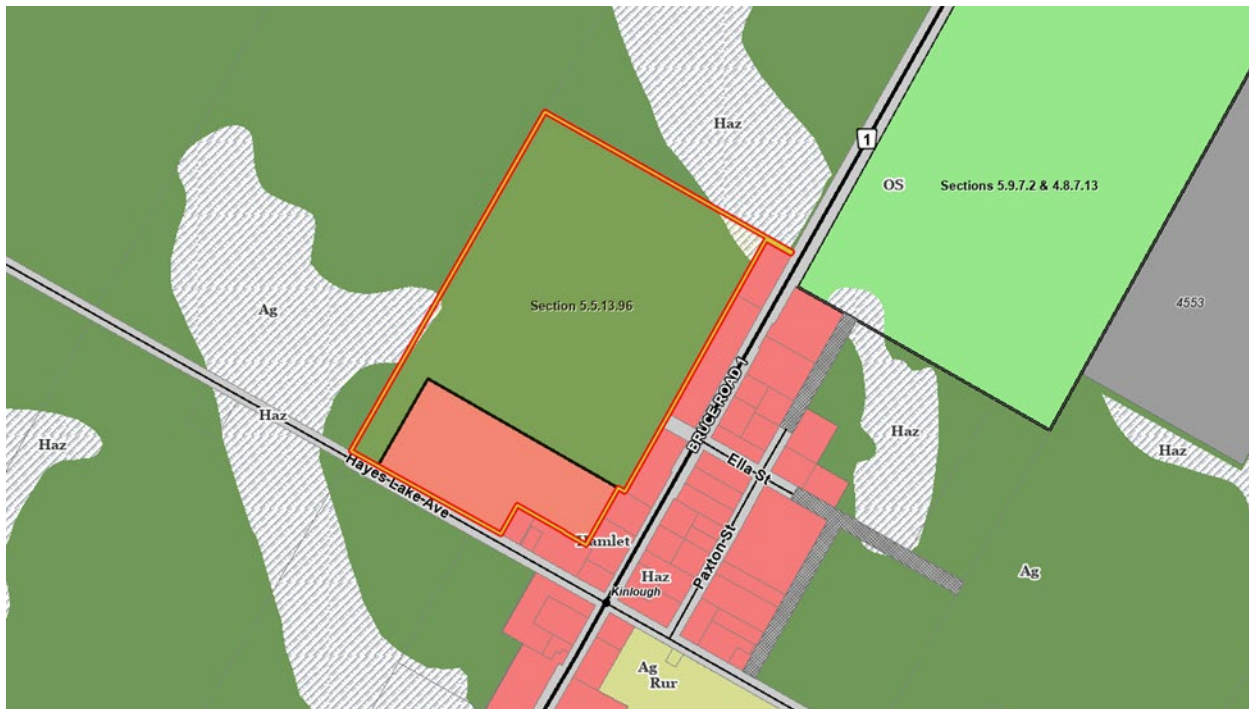 Haz
1
OS
Sections 5.9.7.2 & 4.8.7.13
4553
Section 5.5.13.96
Ag
BRUCE ROAD 1
Haz
Haz
Haz
Haz
Ella St
Hayes Lake Ave
Hamlet
Paxton St
Haz
Kinlough
Ag
Ag
Rur